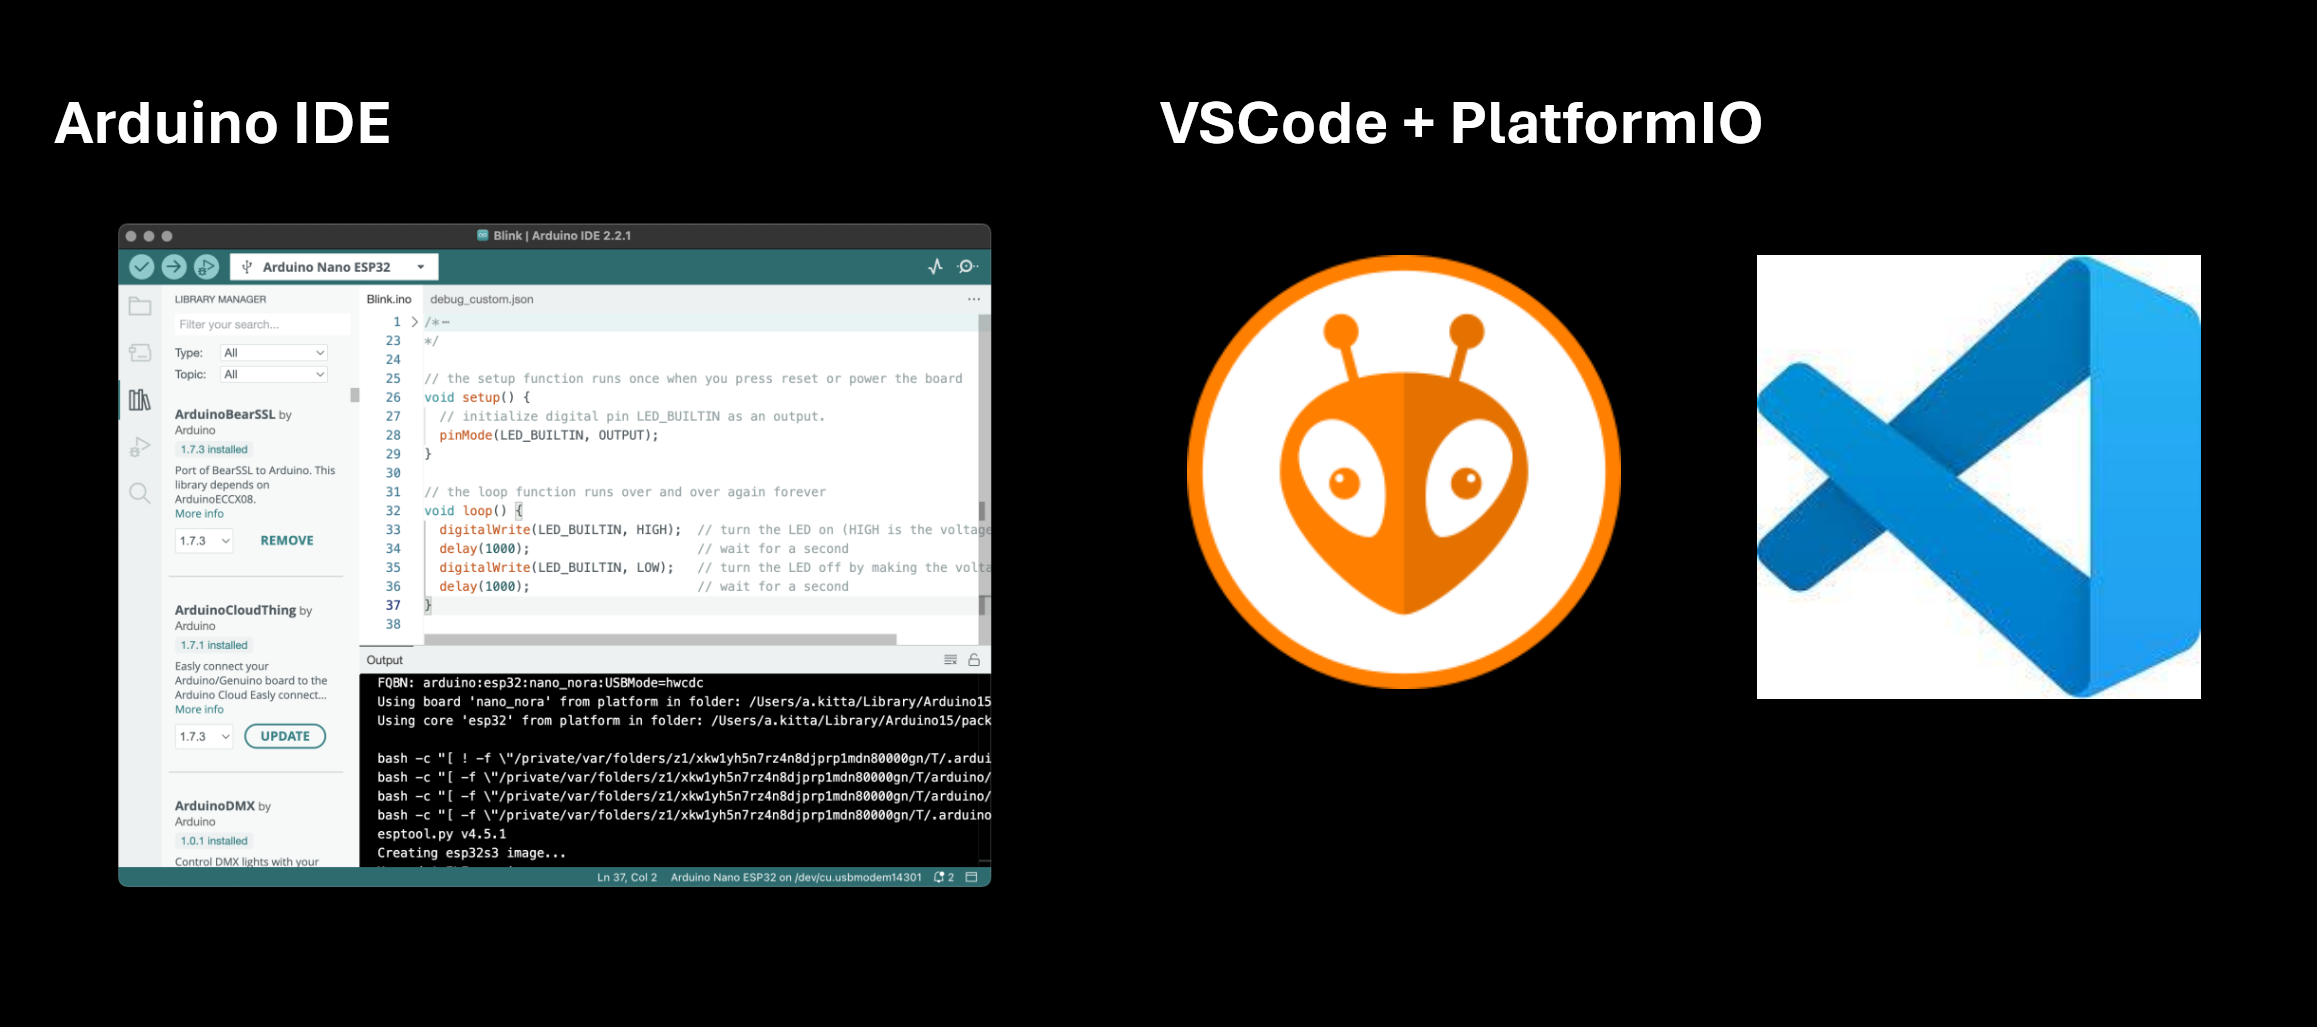 Arduino IDE
VSCode + PlatformIO
Blink | Arduino IDE 2.2.1
Arduino Nano ESP32
LIBRARY MANAGER
Filter your search...
Type: All
Topic: All
ArduinoBearSSL by
Arduino
1.7.3 installed
Port of BearSSL to Arduino. This
library depends on
ArduinoECCX08.
More info
1.7.3 REMOVE
ArduinoCloudThing by
Arduino
1.7.1 installed
Easly connect your
Arduino/Genuino board to the
Arduino Cloud Easly connect...
More info
1.7.3 UPDATE
ArduinoDMX by
Arduino
1.0.1 installed
Control DMX lights with your
Blink.ino debug_custom.json
1 /*
23 */
24
25 // the setup function runs once when you press reset or power the board
26 void setup() {
27 // initialize digital pin LED_BUILTIN as an output.
28 pinMode(LED_BUILTIN, OUTPUT);
29 }
30
31 // the loop function runs over and over again forever
32 void loop() {
33 digitalWrite(LED_BUILTIN, HIGH); // turn the LED on (HIGH is the voltage
34 delay(1000); // wait for a second
35 digitalWrite(LED_BUILTIN, LOW); // turn the LED off by making the volta
36 delay(1000); // wait for a second
37 }
38
Output
FQBN: arduino:esp32:nano_nora:USBMode=hwcdc
Using board 'nano_nora' from platform in folder: /Users/a.kitta/Library/Arduino15
Using core 'esp32' from platform in folder: /Users/a.kitta/Library/Arduino15/pack
bash -c "[ ! -f \"/private/var/folders/z1/xkw1yh5n7rz4n8djprp1mdn80000gn/T/.ardui
bash -c "[ -f \"/private/var/folders/z1/xkw1yh5n7rz4n8djprp1mdn80000gn/T/arduino/
bash -c "[ -f \"/private/var/folders/z1/xkw1yh5n7rz4n8djprp1mdn80000gn/T/arduino/
bash -c "[ -f \"/private/var/folders/z1/xkw1yh5n7rz4n8djprp1mdn80000gn/T/.arduino
esptool.py v4.5.1
Creating esp32s3 image...
Ln 37, Col 2 Arduino Nano ESP32 on /dev/cu.usbmodem14301 2